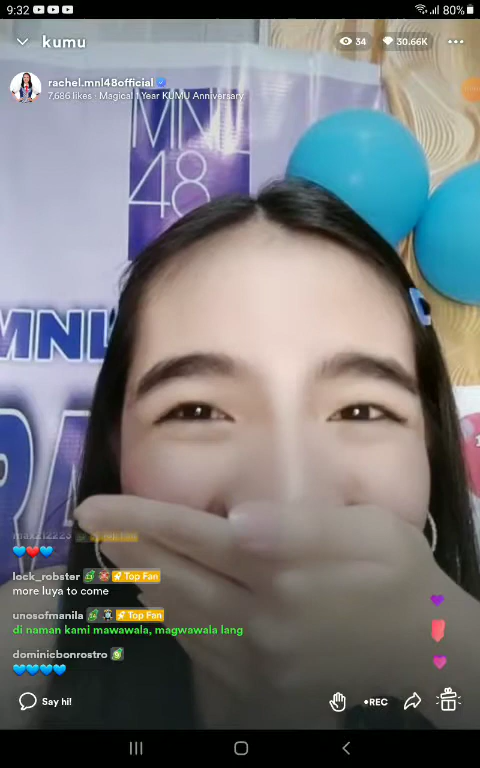 9:32
80%
kumu
34
30.66K
rachel.mnl48official
7,686 likes · Magical 1 Year KUMU Anniversary
MNL
48
MNL
RA
lock_robster Top Fan
more luya to come
unosofmanila Top Fan
di naman kami mawawala, magwawala lang
dominicbonrostro
Say hi!
REC